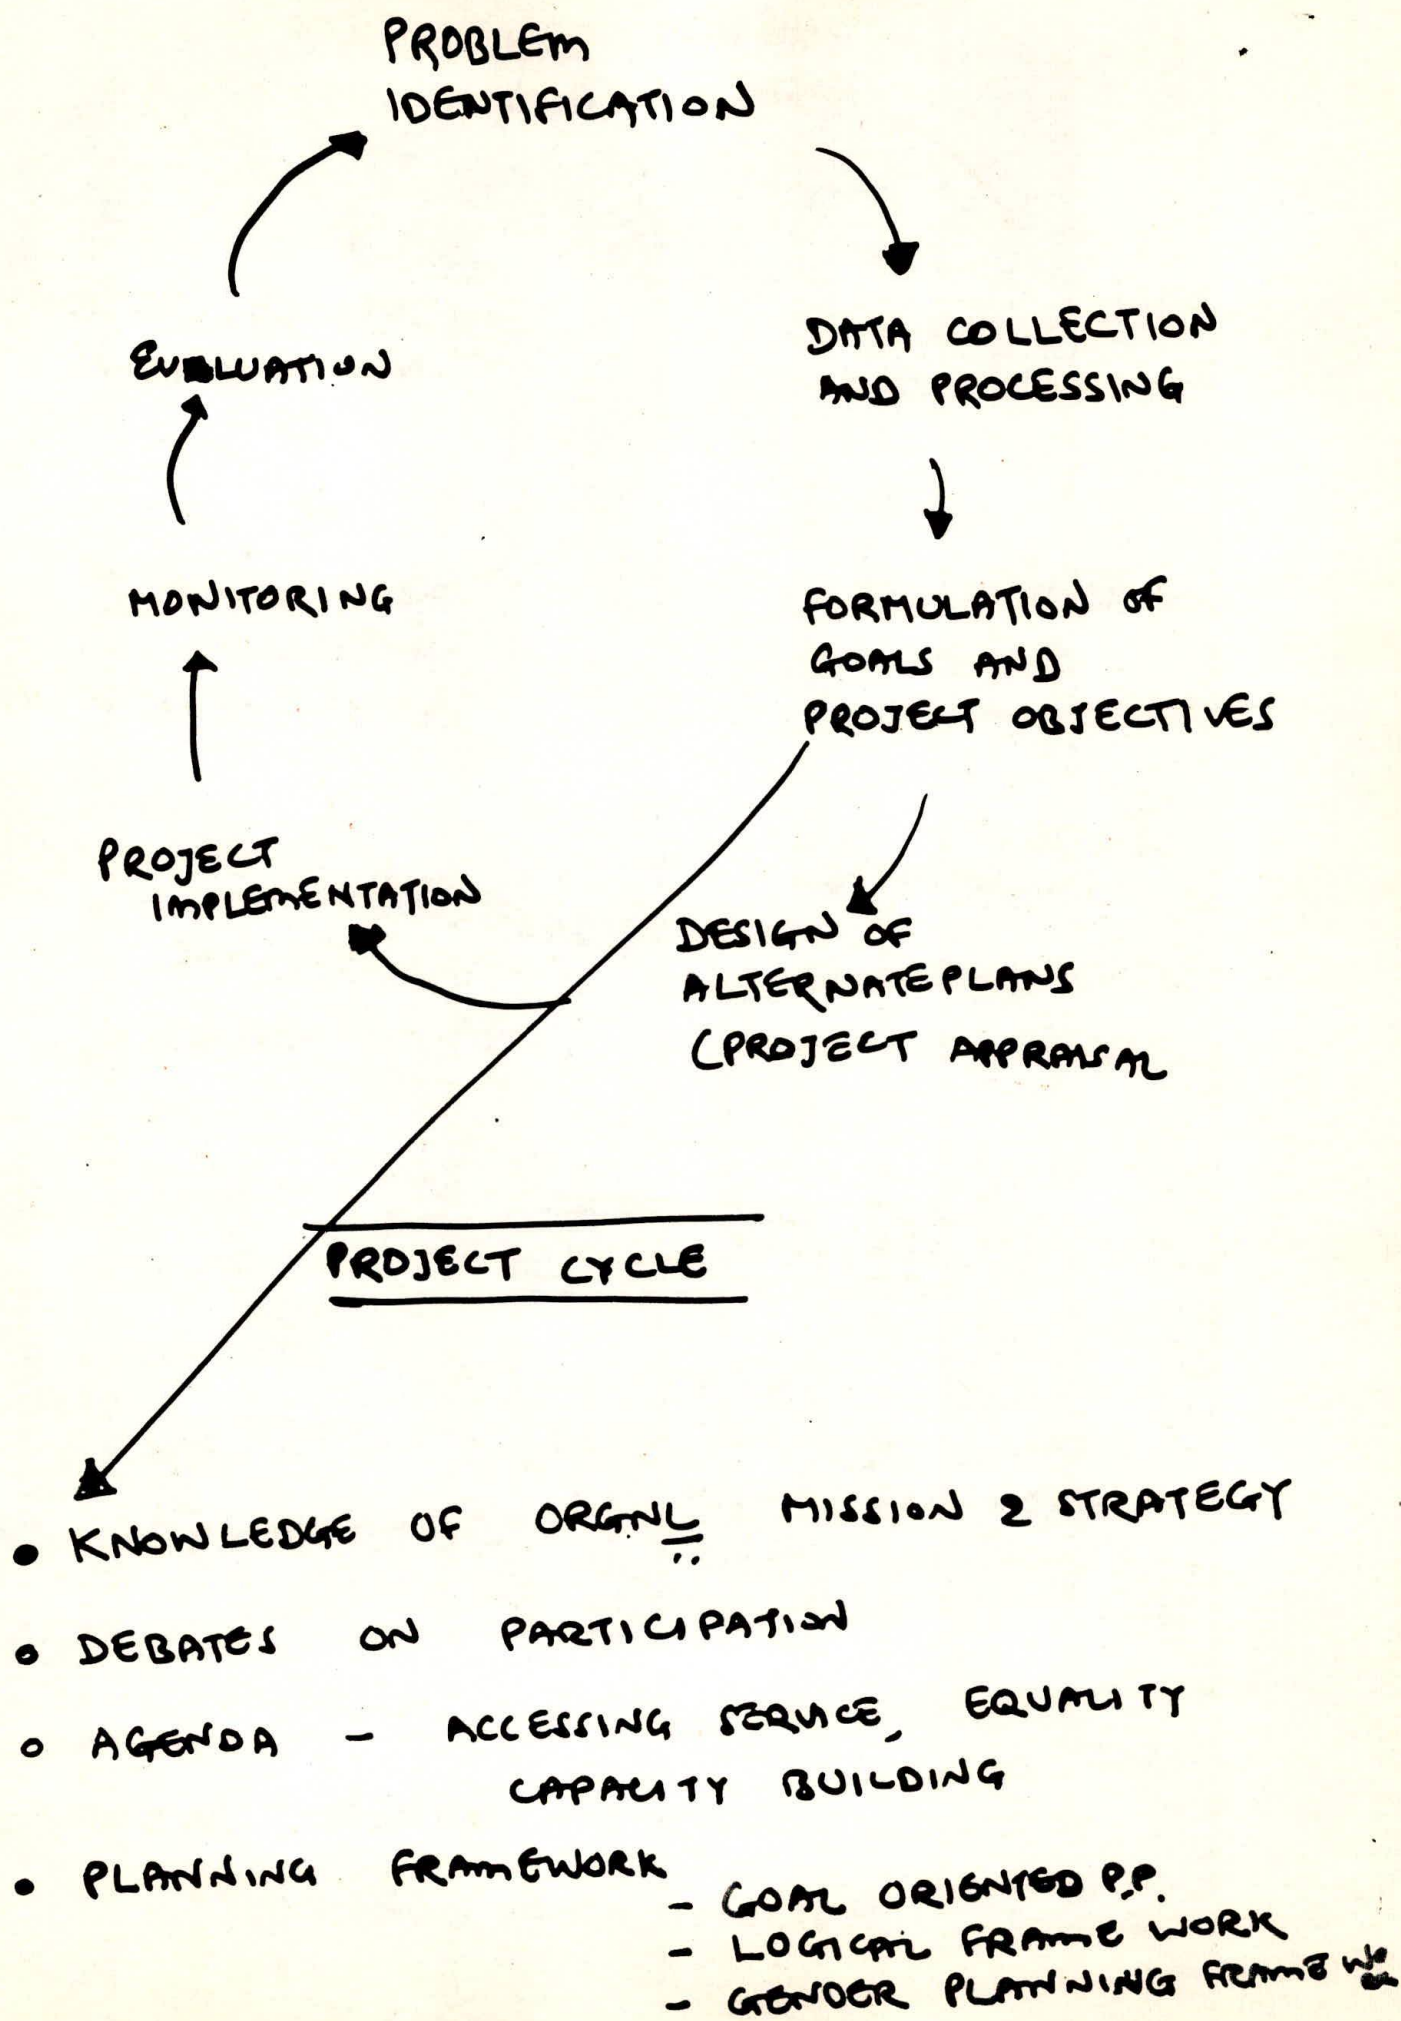 PROBLEM
IDENTIFICATION
DATA COLLECTION
AND PROCESSING
EVALUATION
FORMULATION OF
GOALS AND
PROJECT OBJECTIVES
MONITORING
PROJECT
IMPLEMENTATION
DESIGN OF
ALTERNATE PLANS
(PROJECT APPRAISAL
PROJECT CYCLE
• KNOWLEDGE OF ORGNL MISSION & STRATEGY
• DEBATES ON PARTICIPATION
• AGENDA - ACCESSING SERVICE, EQUALITY
CAPACITY BUILDING
• PLANNING FRAMEWORK
- GOAL ORIENTED P.P.
- LOGICAL FRAME WORK
- GENDER PLANNING FRAME